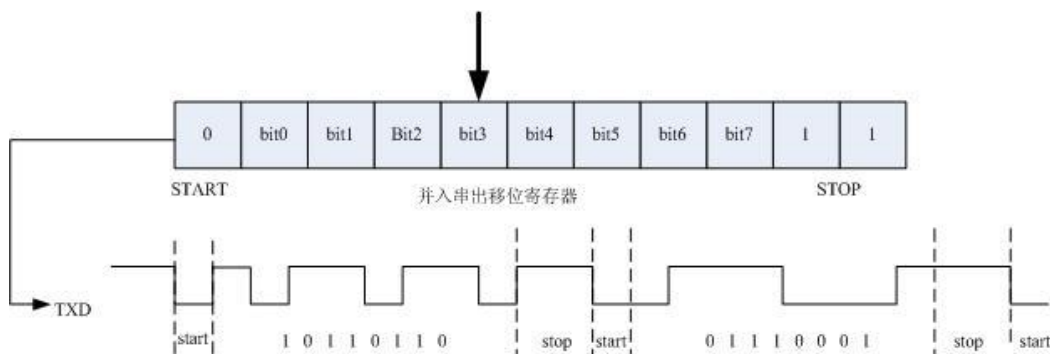 0 bit0 bit1 Bit2 bit3 bit4 bit5 bit6 bit7 1 1
START 并入串出移位寄存器 STOP
TXD
start 1 0 1 1 0 1 1 0 stop start 0 1 1 1 0 0 0 1 stop start